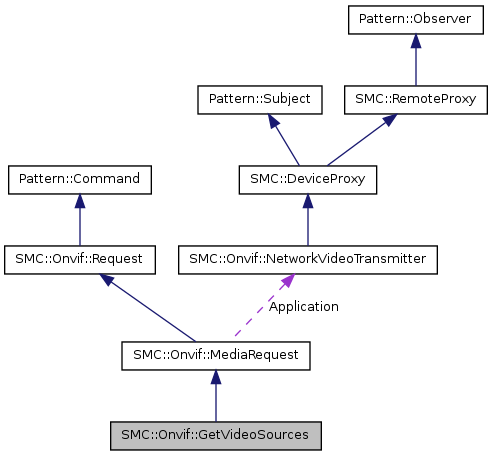 Pattern::Observer
Pattern::Subject
SMC::RemoteProxy
Pattern::Command
SMC::DeviceProxy
SMC::Onvif::Request
SMC::Onvif::NetworkVideoTransmitter
Application
SMC::Onvif::MediaRequest
SMC::Onvif::GetVideoSources